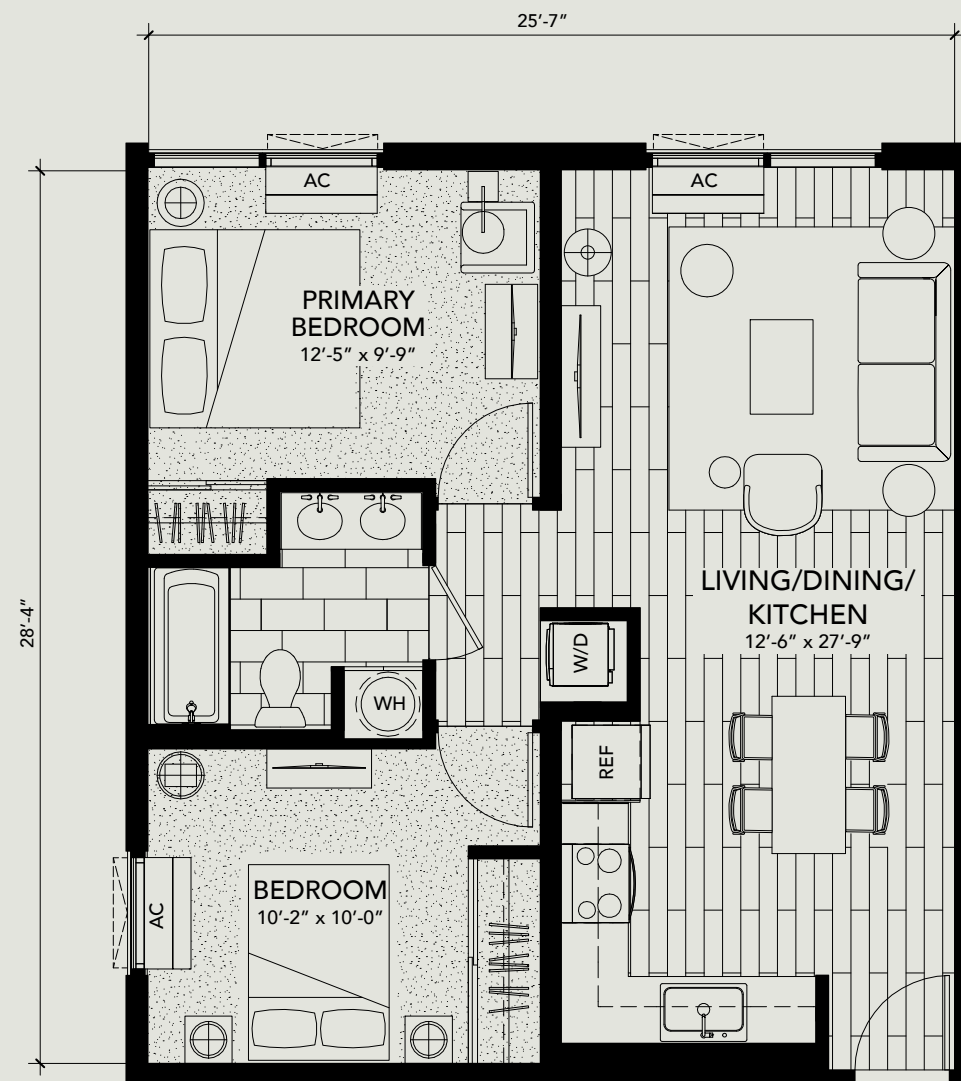 25'-7"
AC
AC
PRIMARY
BEDROOM
12'-5" x 9'-9"
28'-4"
LIVING/DINING/
KITCHEN
12'-6" x 27'-9"
W/D
WH
REF
BEDROOM
10'-2" x 10'-0"
AC